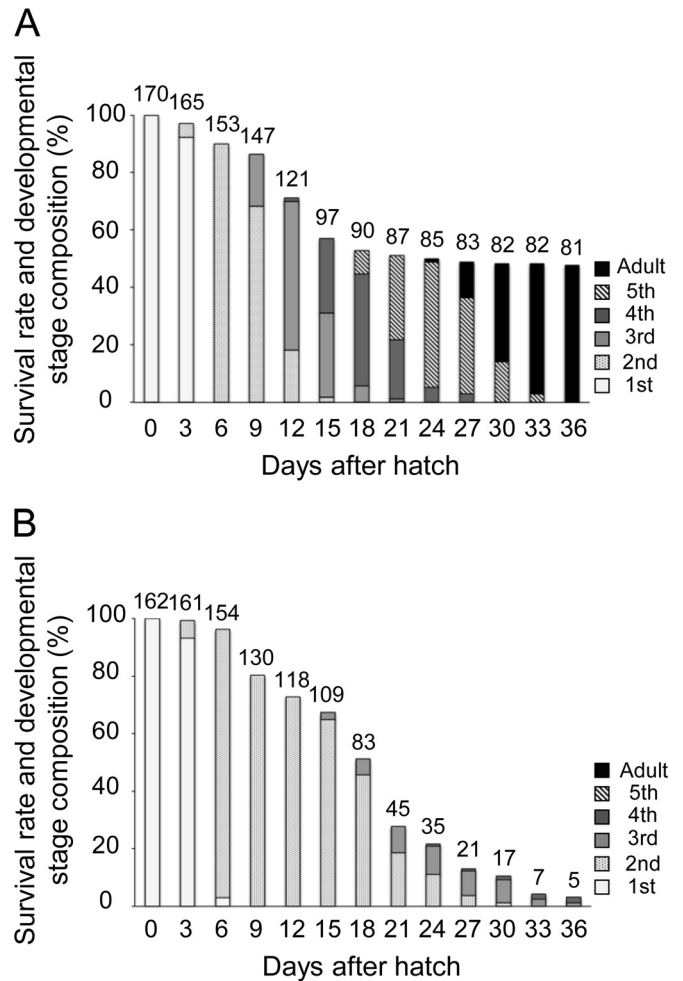 A
Survival rate and developmental
stage composition (%)
100
80
60
40
20
0
170 165 153 147 121 97 90 87 85 83 82 82 81
Adult
5th
4th
3rd
2nd
1st
0 3 6 9 12 15 18 21 24 27 30 33 36
Days after hatch
B
Survival rate and developmental
stage composition (%)
100
80
60
40
20
0
162 161 154 130 118 109 83 45 35 21 17 7 5
Adult
5th
4th
3rd
2nd
1st
0 3 6 9 12 15 18 21 24 27 30 33 36
Days after hatch